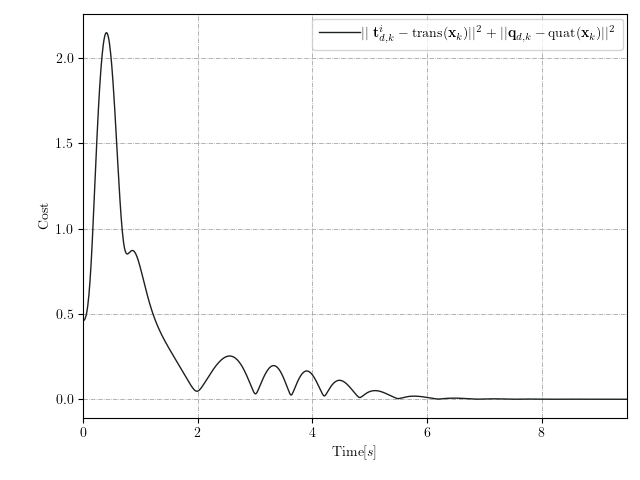 || t^i_{d,k} − trans(x_k)||^2 + ||q_{d,k} − quat(x_k)||^2
2.0
1.5
1.0
0.5
0.0
Cost
0 2 4 6 8
Time[s]